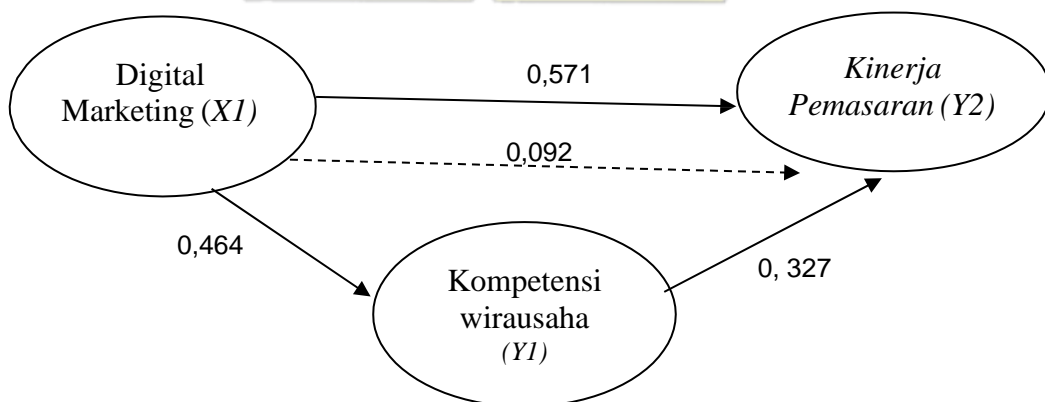 Digital
Marketing (X1)
0,571
Kinerja
Pemasaran (Y2)
0,092
0,464
Kompetensi
wirausaha
(Y1)
0, 327